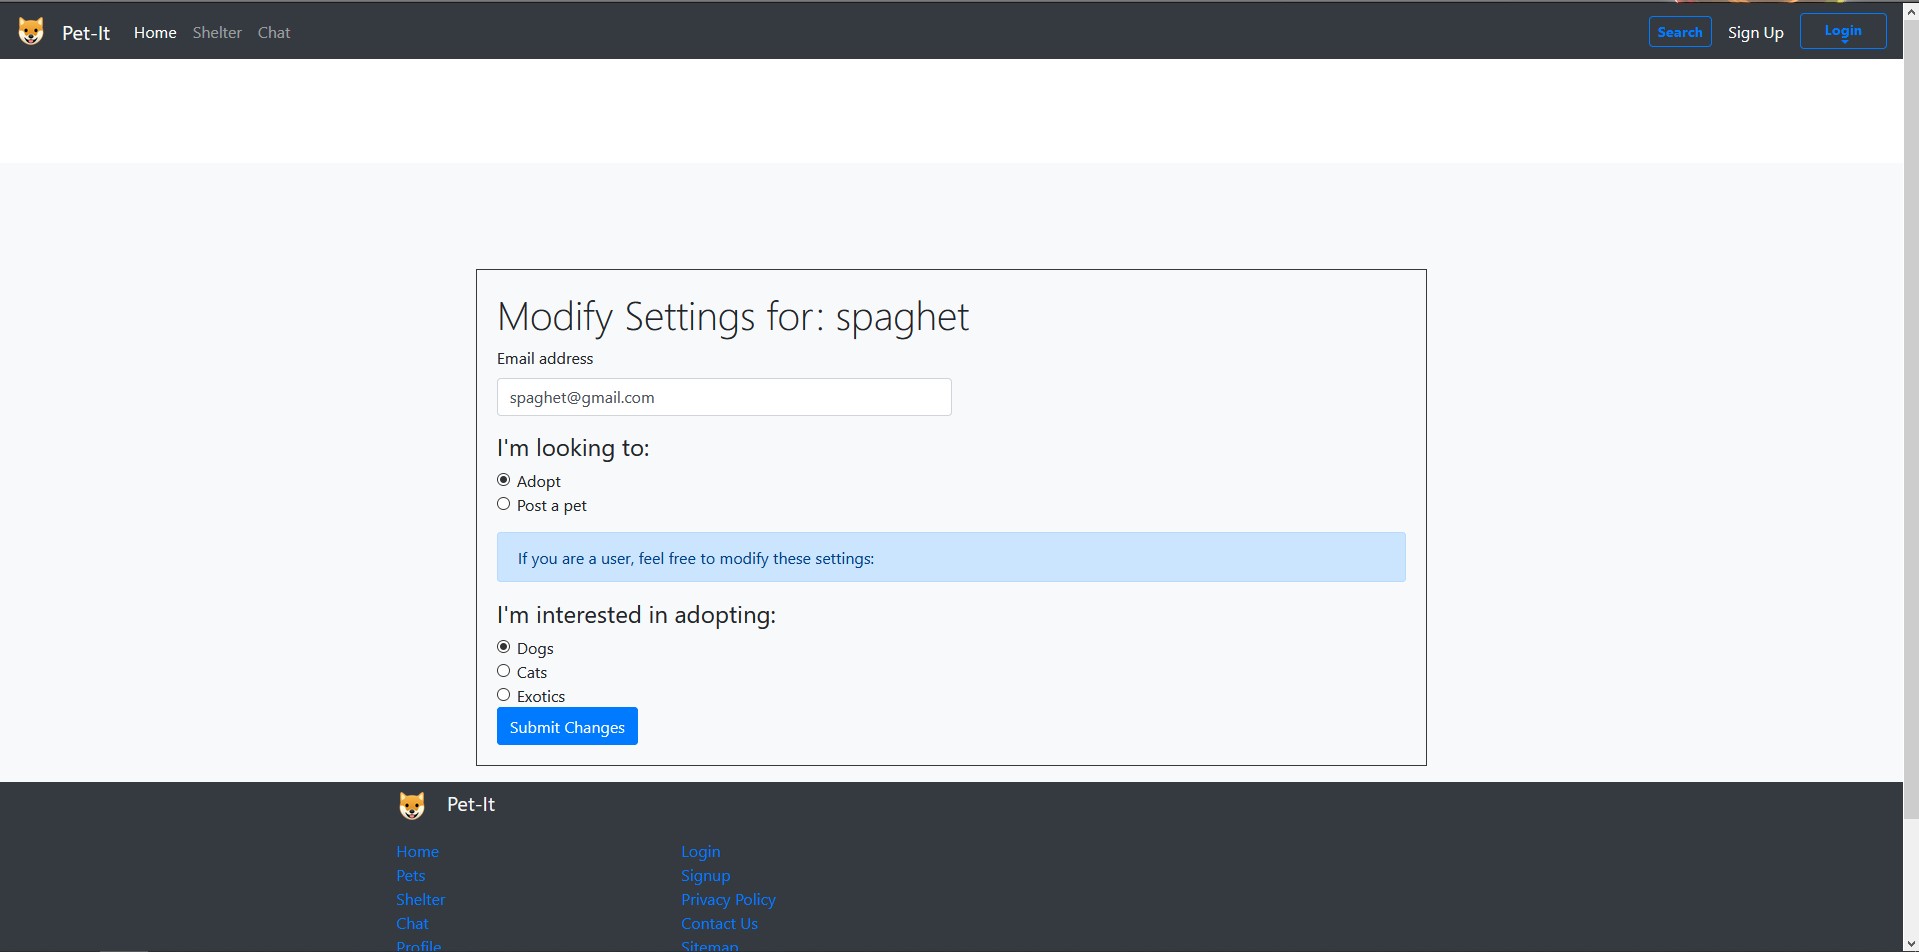 Pet-It Home Shelter Chat Search Sign Up Login
Modify Settings for: spaghet
Email address
spaghet@gmail.com
I'm looking to:
Adopt
Post a pet
If you are a user, feel free to modify these settings:
I'm interested in adopting:
Dogs
Cats
Exotics
Submit Changes
Pet-It
Home
Pets
Shelter
Chat
Profile
Login
Signup
Privacy Policy
Contact Us
Sitemap